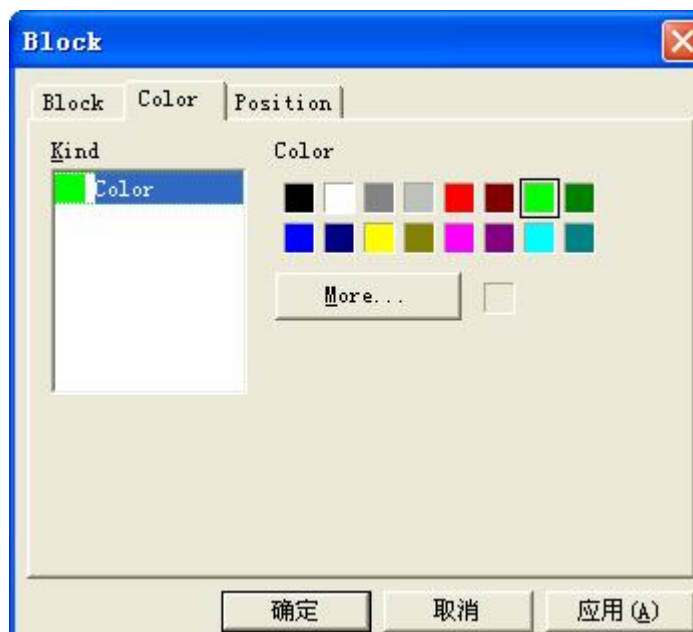 Block
Block Color Position
Kind Color
Color
More...
确定 取消 应用(A)